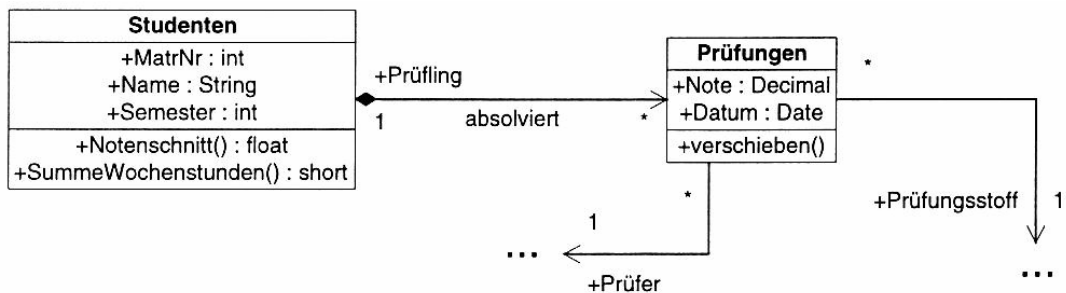 Studenten
+MatrNr : int
+Name : String
+Semester : int
+Notenschnitt() : float
+SummeWochenstunden() : short
+Prüfling
1
absolviert
*
Prüfungen
+Note : Decimal
+Datum : Date
+verschieben()
*
*
+Prüfungsstoff
1
...
1
+Prüfer
...